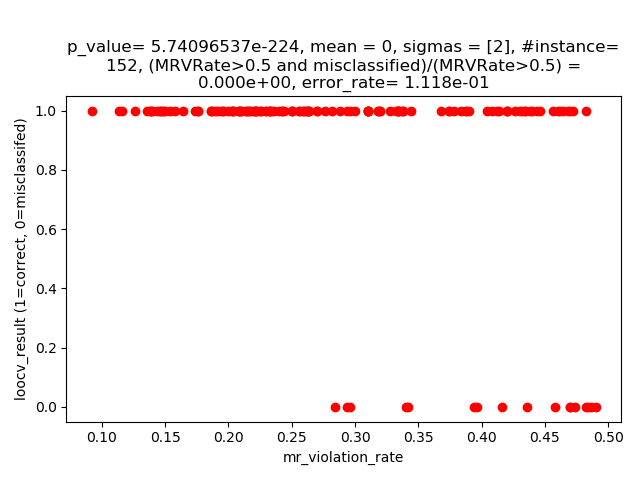 p_value= 5.74096537e-224, mean = 0, sigmas = [2], #instance=
152, (MRVRate>0.5 and misclassified)/(MRVRate>0.5) =
0.000e+00, error_rate= 1.118e-01
1.0
0.8
0.6
0.4
0.2
0.0
loocv_result (1=correct, 0=misclassifed)
0.10 0.15 0.20 0.25 0.30 0.35 0.40 0.45 0.50
mr_violation_rate